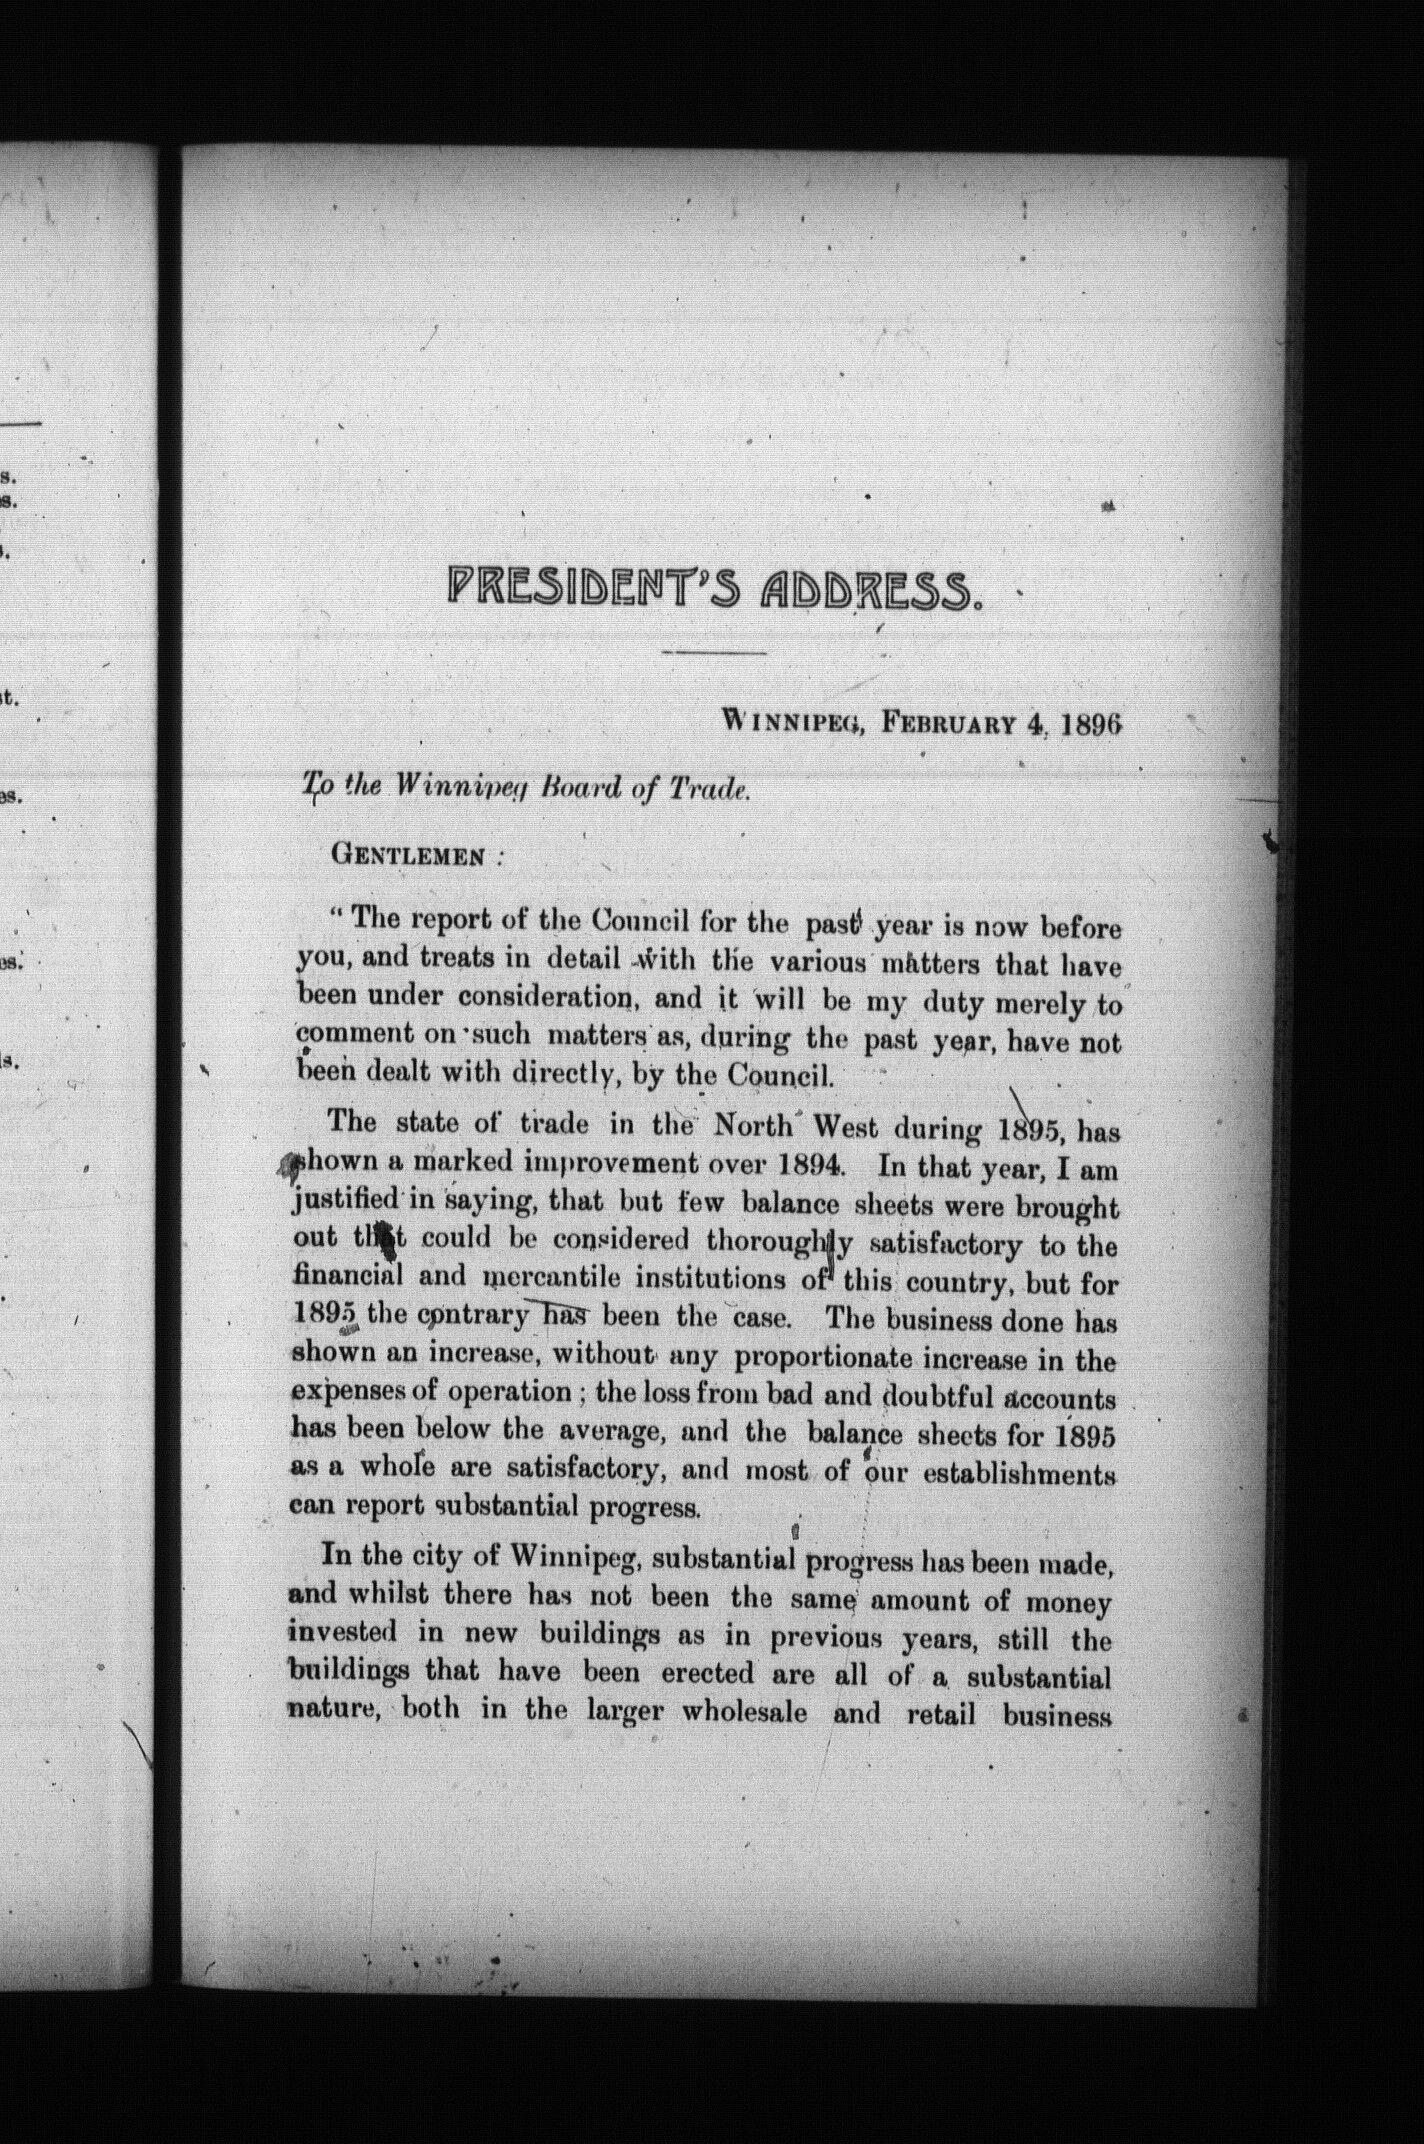 PRESIDENT'S ADDRESS.
WINNIPEG, FEBRUARY 4, 1896
To the Winnipeg Board of Trade.
GENTLEMEN :
" The report of the Council for the past year is now before
you, and treats in detail with the various matters that have
been under consideration, and it will be my duty merely to
comment on such matters as, during the past year, have not
been dealt with directly, by the Council.
The state of trade in the North West during 1895, has
shown a marked improvement over 1894. In that year, I am
justified in saying, that but few balance sheets were brought
out that could be considered thoroughly satisfactory to the
financial and mercantile institutions of this country, but for
1895 the contrary has been the case. The business done has
shown an increase, without any proportionate increase in the
expenses of operation ; the loss from bad and doubtful accounts
has been below the average, and the balance sheets for 1895
as a whole are satisfactory, and most of our establishments
can report substantial progress.
In the city of Winnipeg, substantial progress has been made,
and whilst there has not been the same amount of money
invested in new buildings as in previous years, still the
buildings that have been erected are all of a substantial
nature, both in the larger wholesale and retail business